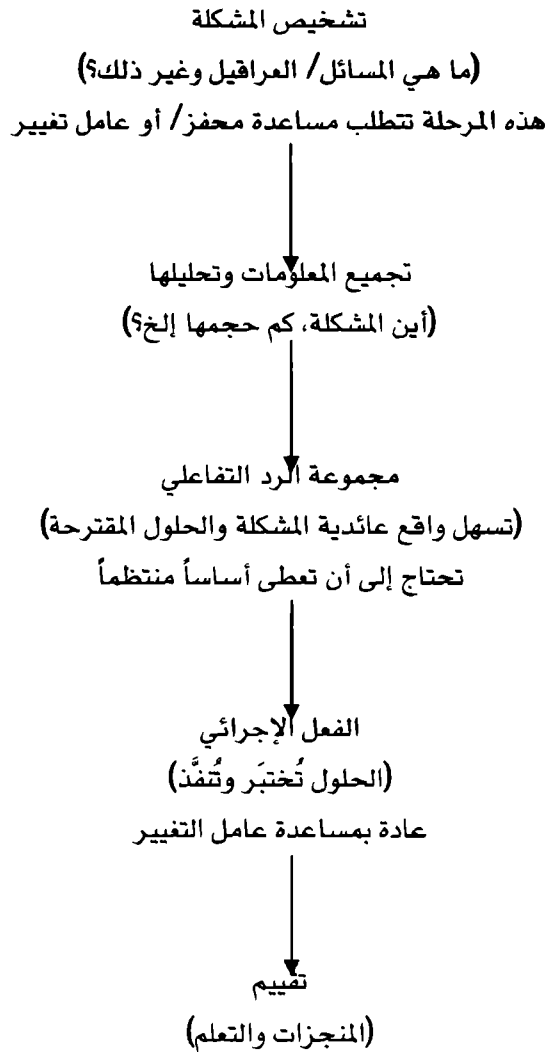 تشخيص المشكلة
(ما هي المسائل/ العراقيل وغير ذلك؟)
هذه المرحلة تتطلب مساعدة محفز/ أو عامل تغيير
تجميع المعلومات وتحليلها
(أين المشكلة، كم حجمها إلخ؟)
مجموعة الرد التفاعلي
(تسهل واقع عائدية المشكلة والحلول المقترحة)
تحتاج إلى أن تعطى أساساً منتظماً
الفعل الإجرائي
(الحلول تُختبَر وتُنفَّذ)
عادة بمساعدة عامل التغيير
تقييم
(المنجزات والتعلم)